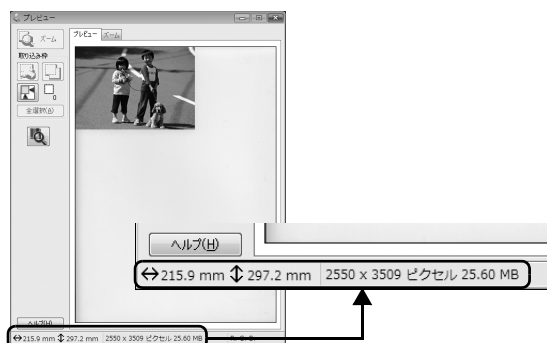 プレビュー
ズーム
プレビュー ズーム
取り込み枠
0
全選択(A)
ヘルプ(H)
↔215.9 mm ↕297.2 mm 2550 x 3509 ピクセル 25.60 MB
ヘルプ(H)
↔215.9 mm ↕297.2 mm 2550 x 3509 ピクセル 25.60 MB